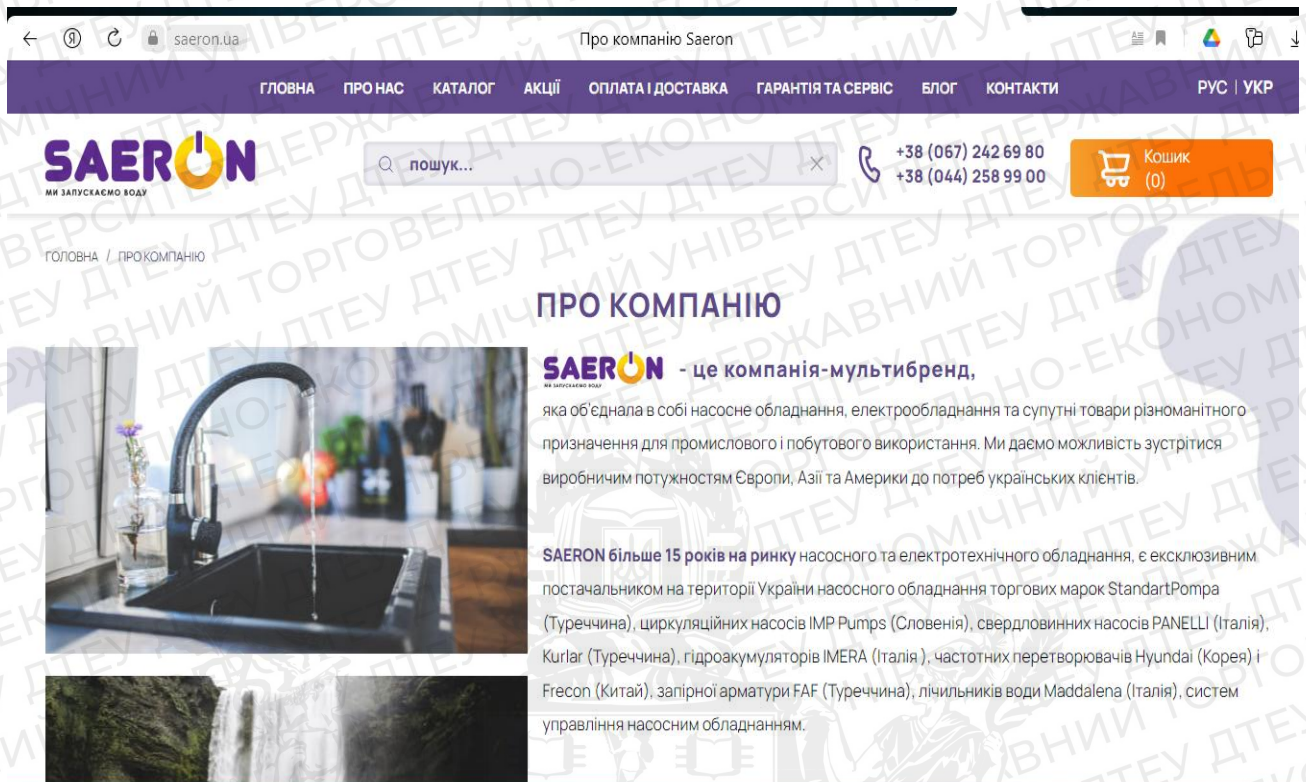 saeron.ua
Про компанію Saeron
ГЛОВНА ПРО НАС КАТАЛОГ АКЦІЇ ОПЛАТА І ДОСТАВКА ГАРАНТІЯ ТА СЕРВІС БЛОГ КОНТАКТИ РУС | УКР
SAERON
МИ ЗАПУСКАЄМО ВОДУ
пошук...
+38 (067) 242 69 80
+38 (044) 258 99 00
Кошик
(0)
ГОЛОВНА / ПРО КОМПАНІЮ
ПРО КОМПАНІЮ
SAERON - це компанія-мультибренд,
МИ ЗАПУСКАЄМО ВОДУ
яка об'єднала в собі насосне обладнання, електрообладнання та супутні товари різноманітного
призначення для промислового і побутового використання. Ми даємо можливість зустрітися
виробничим потужностям Європи, Азії та Америки до потреб українських клієнтів.
SAERON більше 15 років на ринку насосного та електротехнічного обладнання, є ексклюзивним
постачальником на території України насосного обладнання торгових марок StandartPompa
(Туреччина), циркуляційних насосів IMP Pumps (Словенія), свердловинних насосів PANELLI (Італія),
Kurlar (Туреччина), гідроакумуляторів IMERA (Італія ), частотних перетворювачів Hyundai (Корея) і
Frecon (Китай), запірної арматури FAF (Туреччина), лічильників води Maddalena (Італія), систем
управління насосним обладнанням.